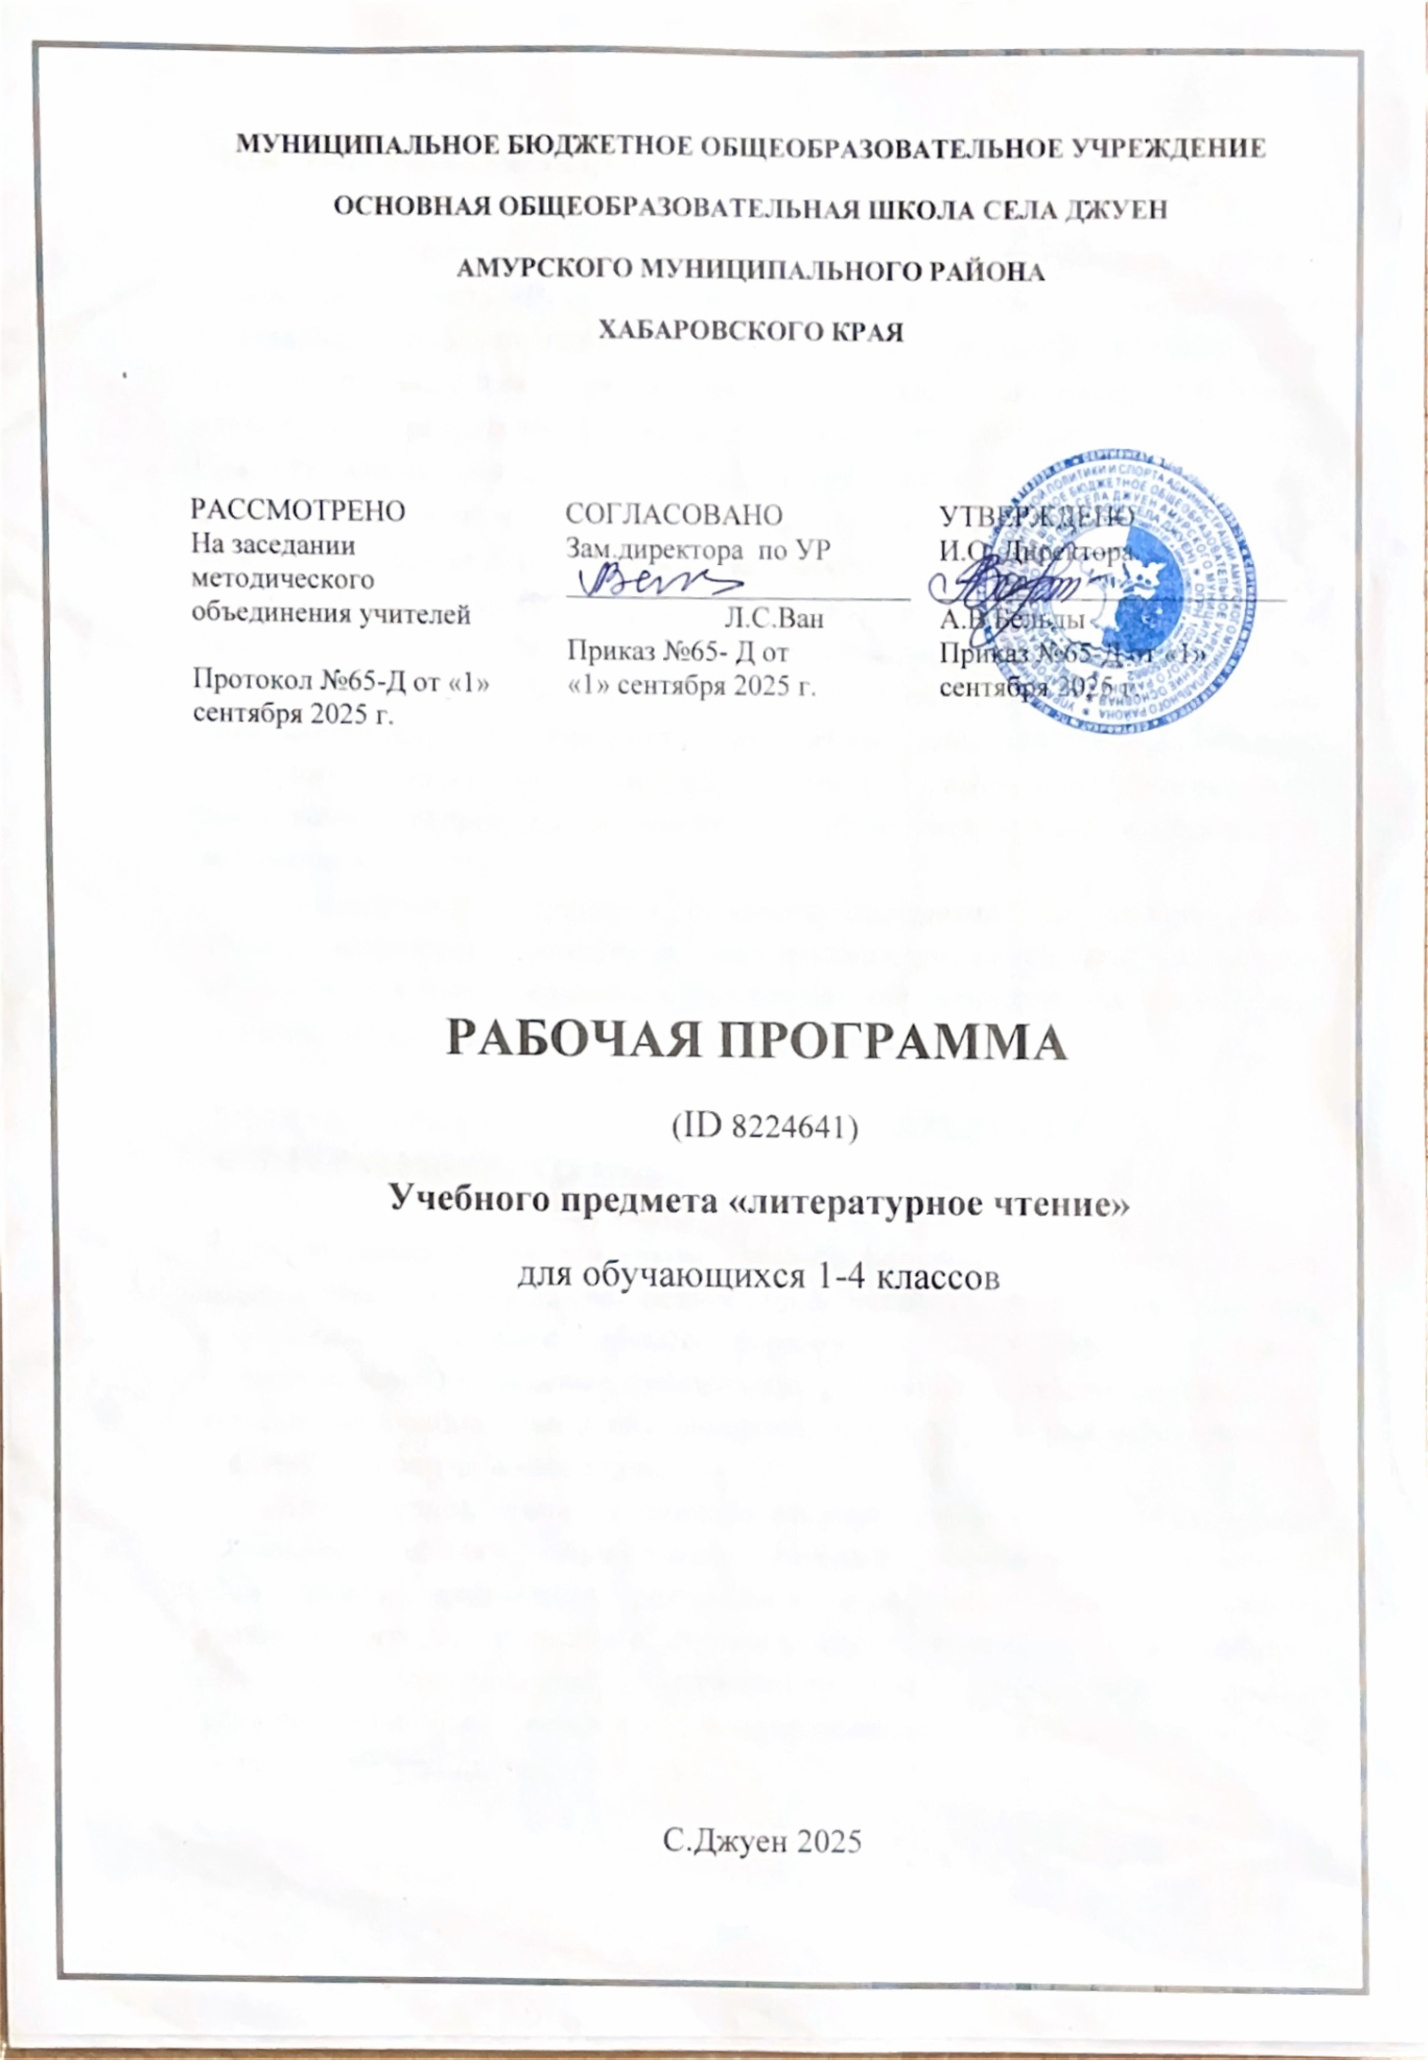 МУНИЦИПАЛЬНОЕ БЮДЖЕТНОЕ ОБЩЕОБРАЗОВАТЕЛЬНОЕ УЧРЕЖДЕНИЕ
ОСНОВНАЯ ОБЩЕОБРАЗОВАТЕЛЬНАЯ ШКОЛА СЕЛА ДЖУЕН
АМУРСКОГО МУНИЦИПАЛЬНОГО РАЙОНА
ХАБАРОВСКОГО КРАЯ
РАССМОТРЕНО
На заседании
методического
объединения учителей
Протокол №65-Д от «1»
сентября 2025 г.
СОГЛАСОВАНО
Зам.директора по УР
Л.С.Ван
Приказ №65- Д от
«1» сентября 2025 г.
УТВЕРЖДЕНО
И.О. Директора
А.В Бельды
Приказ №65-Д от «1»
сентября 2025 г.
РАБОЧАЯ ПРОГРАММА
(ID 8224641)
Учебного предмета «литературное чтение»
для обучающихся 1-4 классов
С.Джуен 2025